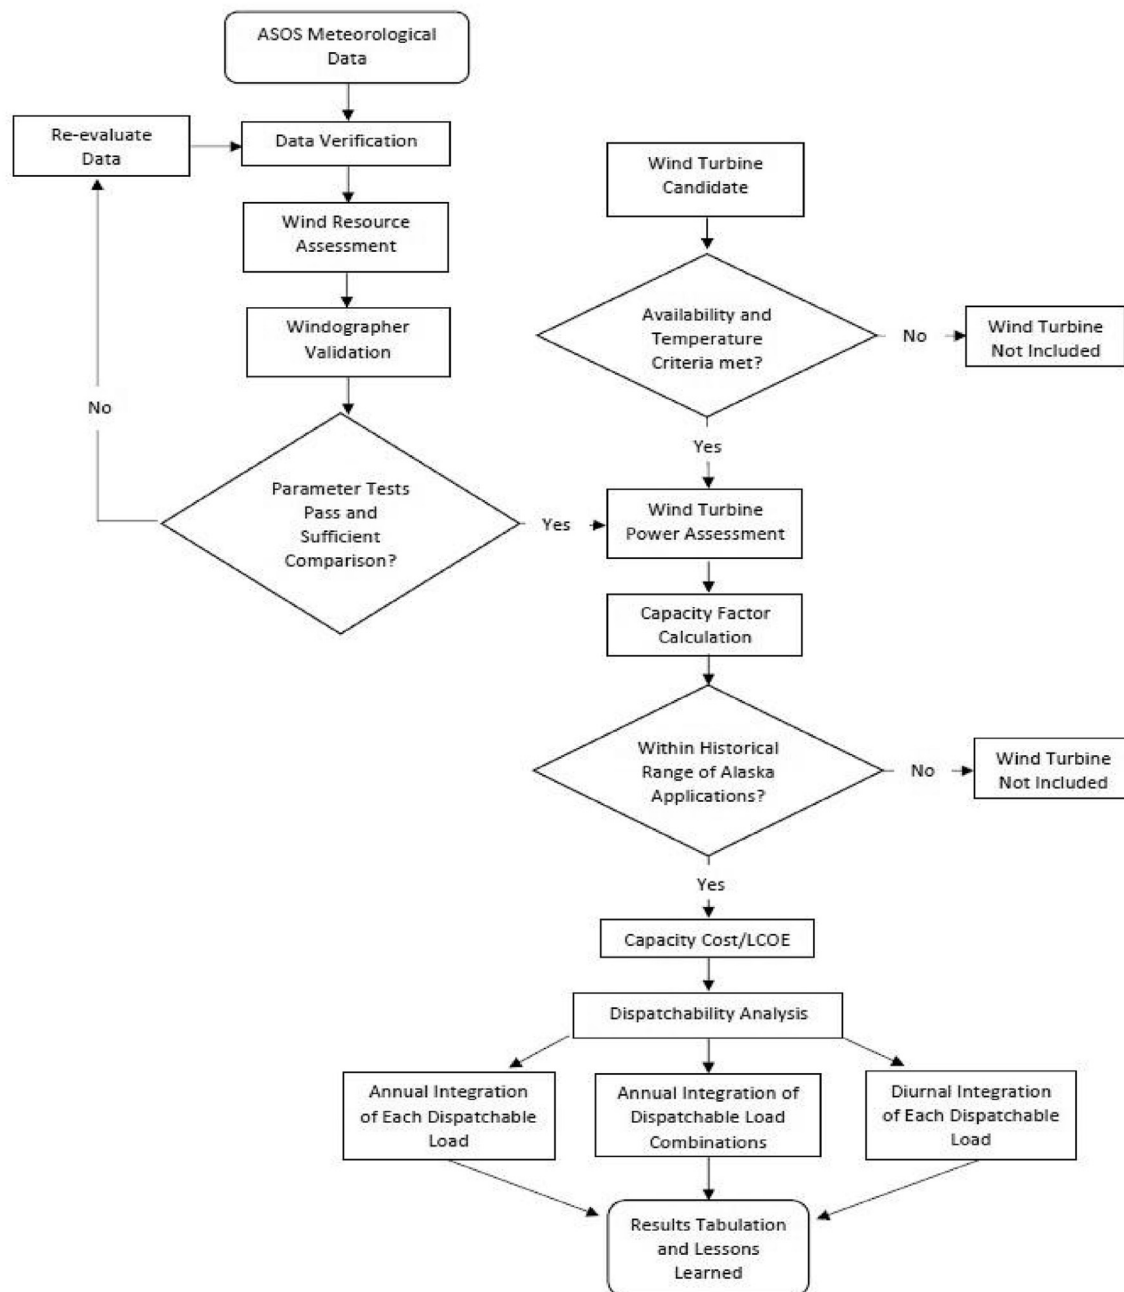 ASOS Meteorological
Data
Re-evaluate
Data
Data Verification
Wind Resource
Assessment
Windographer
Validation
No
Parameter Tests
Pass and
Sufficient
Comparison?
Yes
Wind Turbine
Candidate
Availability and
Temperature
Criteria met?
No
Wind Turbine
Not Included
Yes
Wind Turbine
Power Assessment
Capacity Factor
Calculation
Within Historical
Range of Alaska
Applications?
No
Wind Turbine
Not Included
Yes
Capacity Cost/LCOE
Dispatchability Analysis
Annual Integration
of Each Dispatchable
Load
Annual Integration of
Dispatchable Load
Combinations
Diurnal Integration
of Each Dispatchable
Load
Results Tabulation
and Lessons
Learned